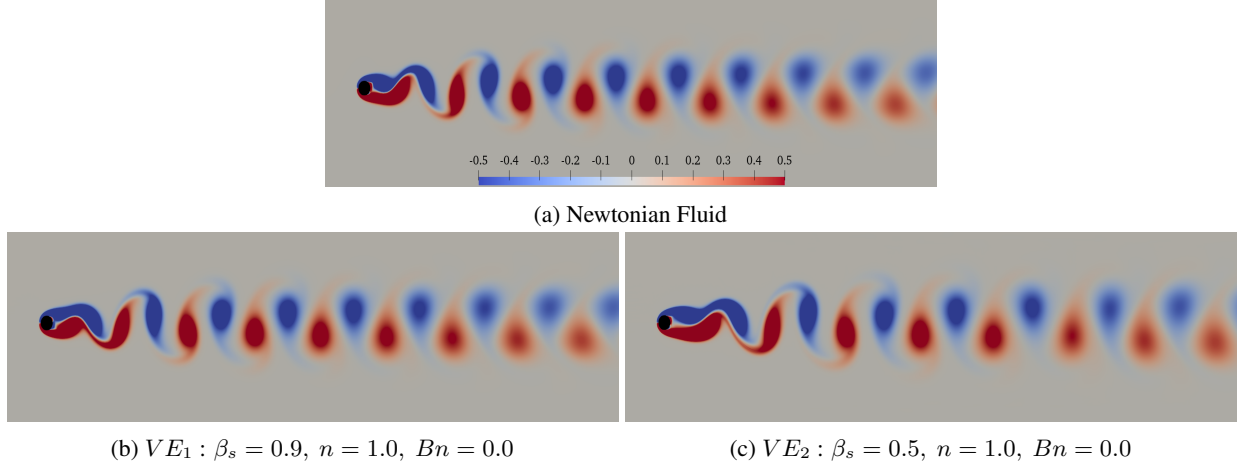 -0.5 -0.4 -0.3 -0.2 -0.1 0 0.1 0.2 0.3 0.4 0.5
(a) Newtonian Fluid
(b) VE₁ : βₛ = 0.9, n = 1.0, Bn = 0.0
(c) VE₂ : βₛ = 0.5, n = 1.0, Bn = 0.0